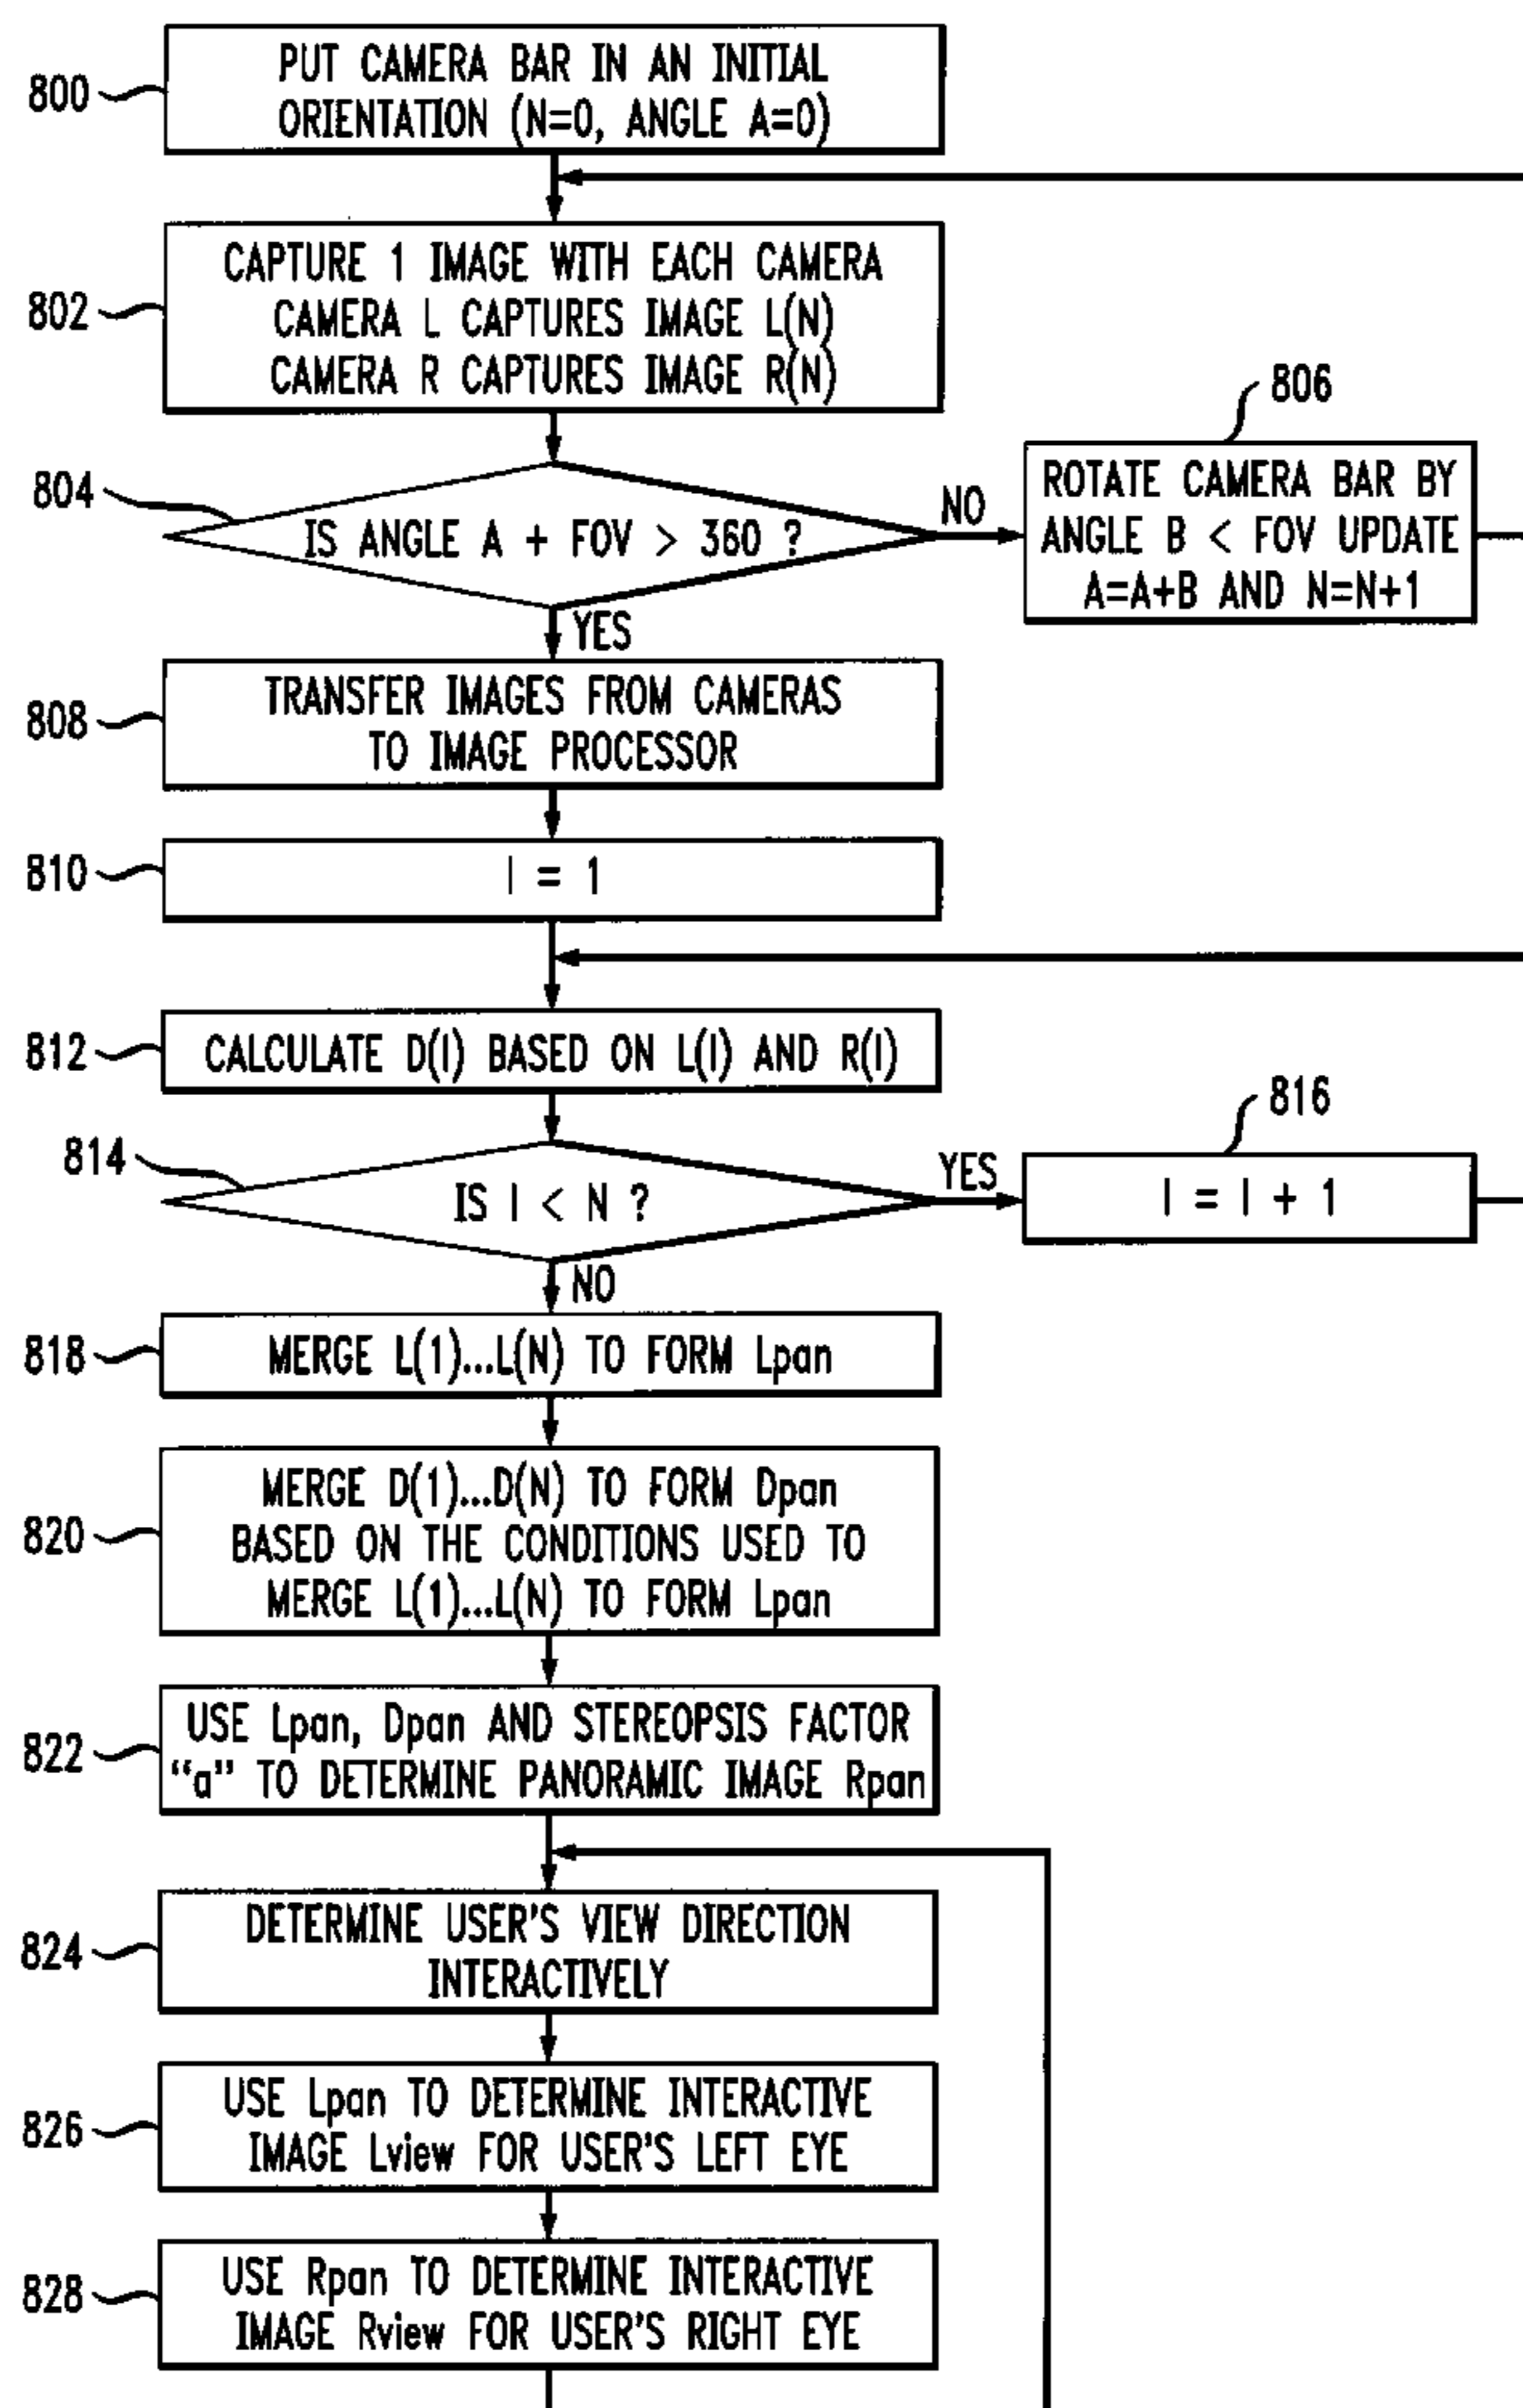 800
PUT CAMERA BAR IN AN INITIAL
ORIENTATION (N=0, ANGLE A=0)
802
CAPTURE 1 IMAGE WITH EACH CAMERA
CAMERA L CAPTURES IMAGE L(N)
CAMERA R CAPTURES IMAGE R(N)
804
IS ANGLE A + FOV > 360 ?
NO
806
ROTATE CAMERA BAR BY
ANGLE B < FOV UPDATE
A=A+B AND N=N+1
YES
808
TRANSFER IMAGES FROM CAMERAS
TO IMAGE PROCESSOR
810
I = 1
812
CALCULATE D(I) BASED ON L(I) AND R(I)
814
IS I < N ?
YES
816
I = I + 1
NO
818
MERGE L(1)...L(N) TO FORM Lpan
820
MERGE D(1)...D(N) TO FORM Dpan
BASED ON THE CONDITIONS USED TO
MERGE L(1)...L(N) TO FORM Lpan
822
USE Lpan, Dpan AND STEREOPSIS FACTOR
“a” TO DETERMINE PANORAMIC IMAGE Rpan
824
DETERMINE USER'S VIEW DIRECTION
INTERACTIVELY
826
USE Lpan TO DETERMINE INTERACTIVE
IMAGE Lview FOR USER'S LEFT EYE
828
USE Rpan TO DETERMINE INTERACTIVE
IMAGE Rview FOR USER'S RIGHT EYE